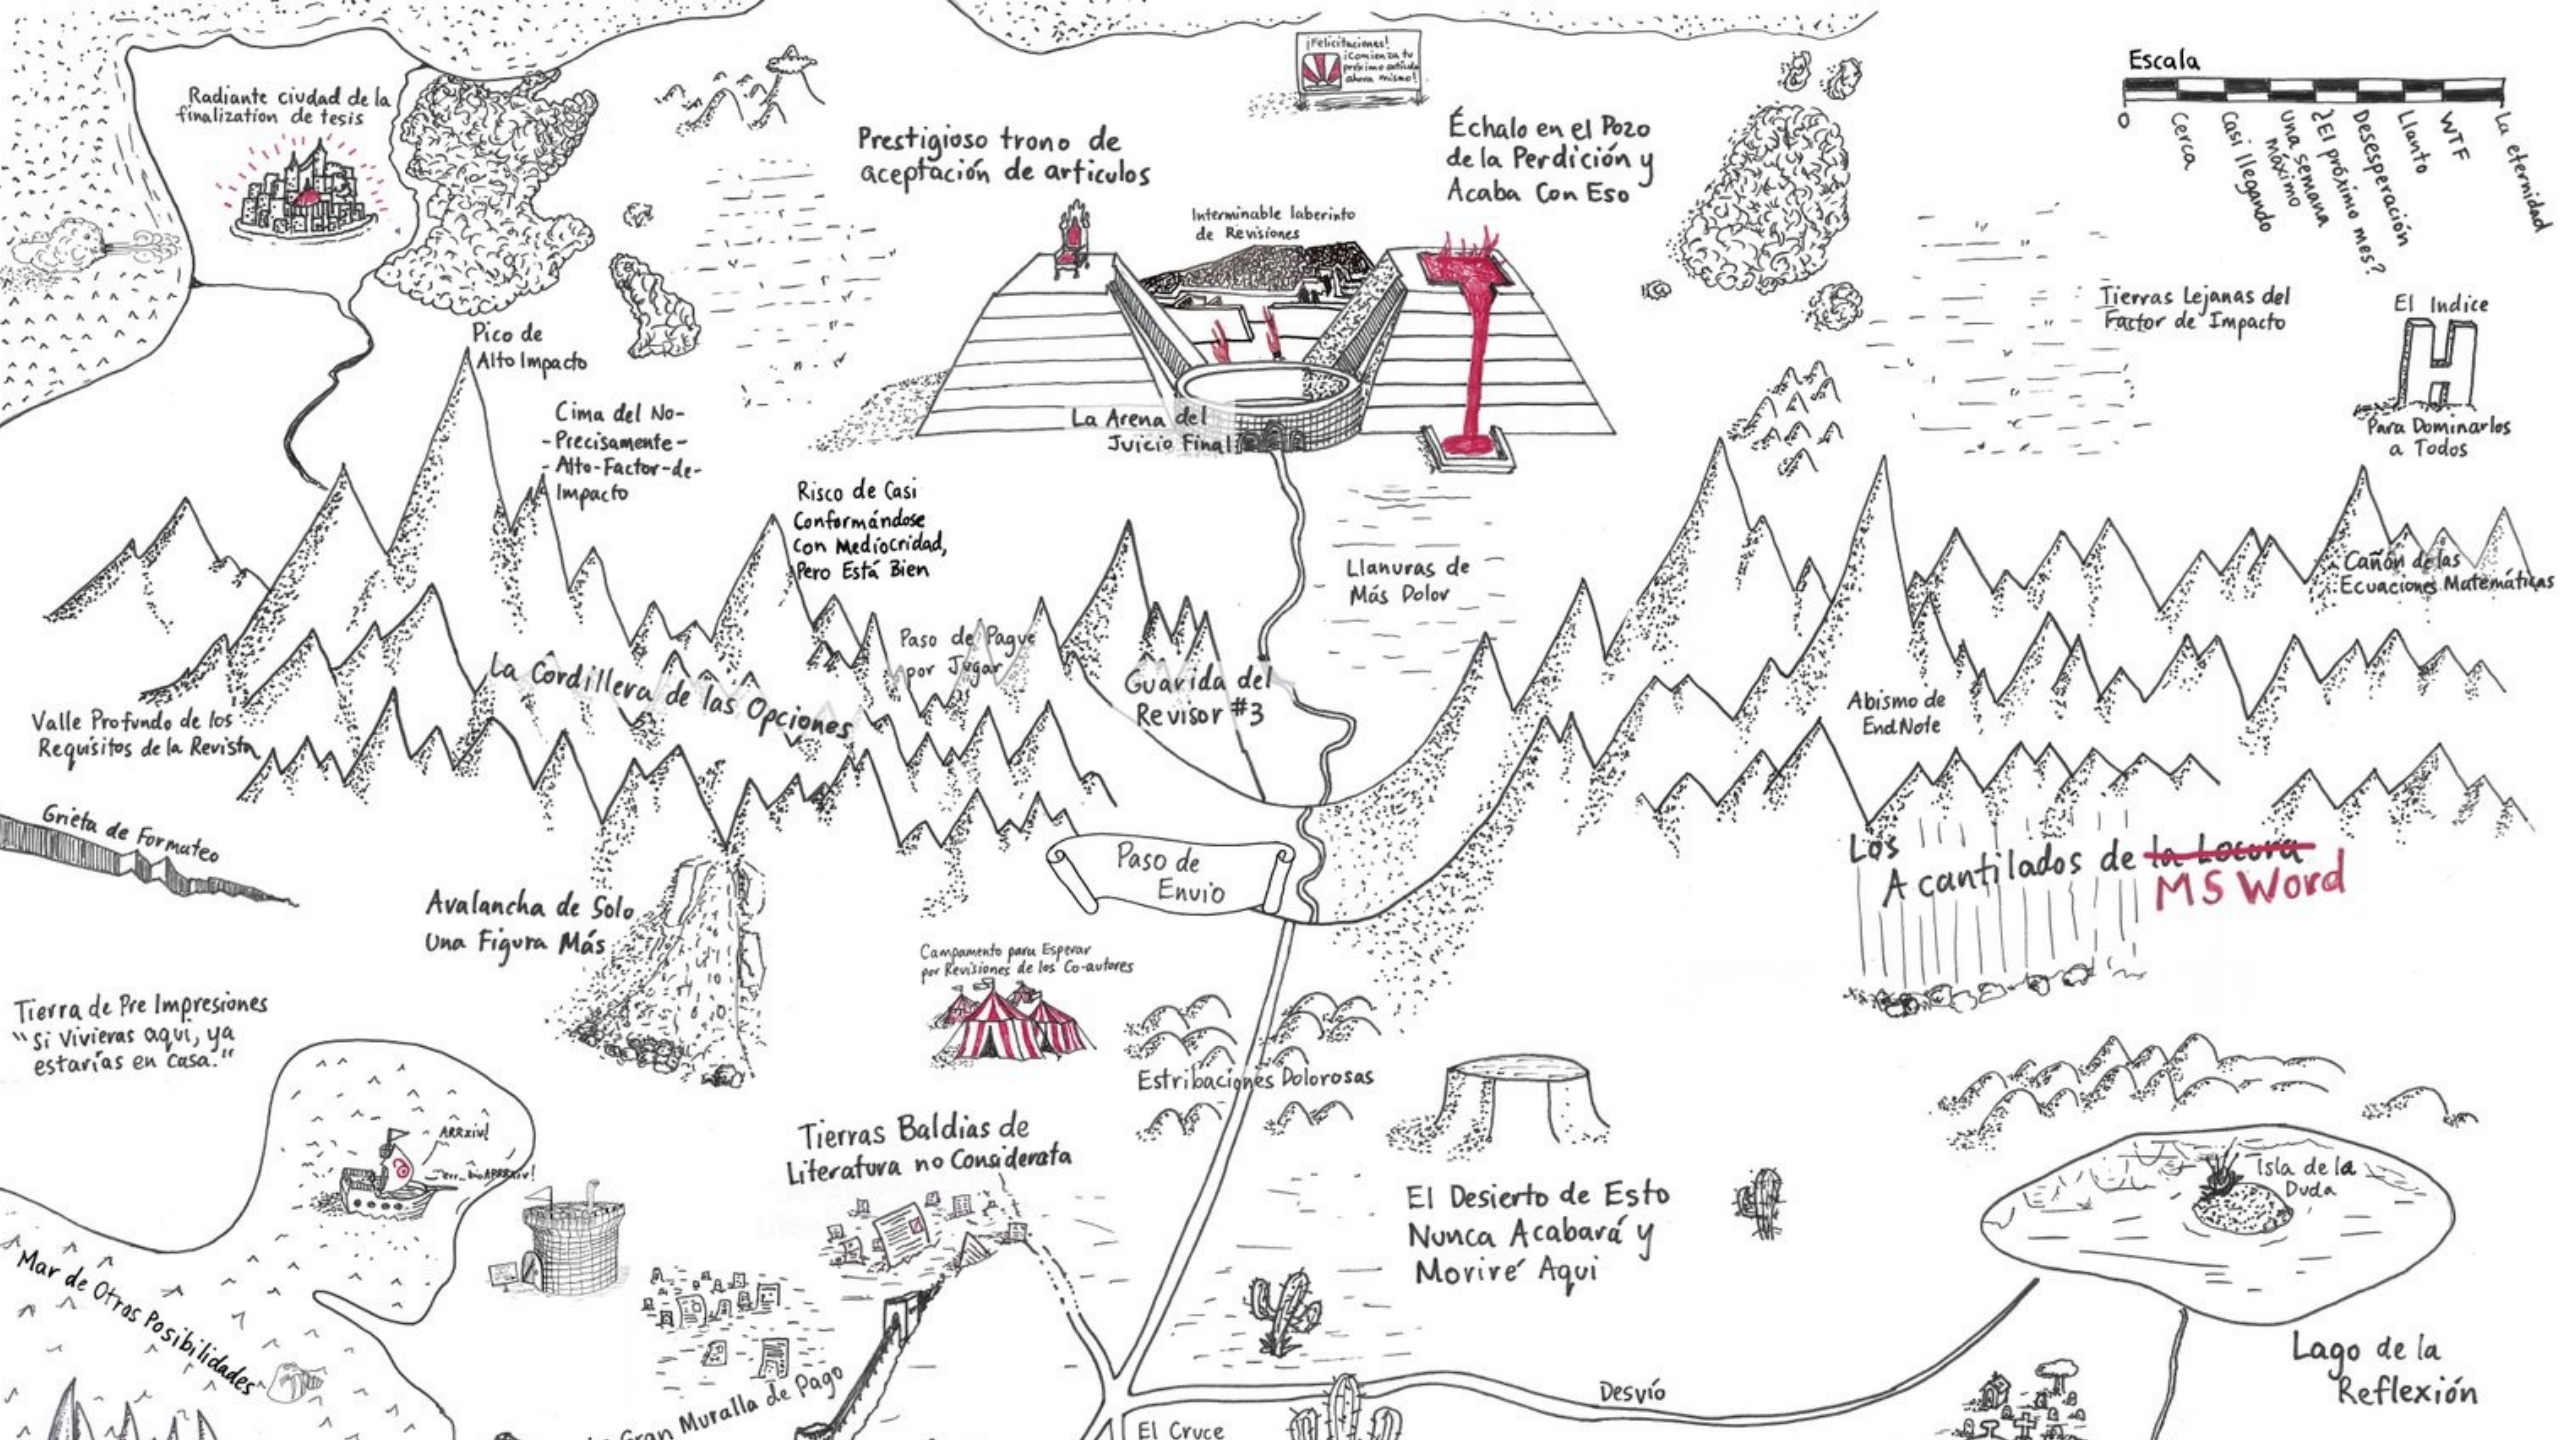 Radiante ciudad de la
finalization de tesis
¡Felicitaciones!
¡Comienza tu
próximo artículo
ahora mismo!
Escala
0
Cerca
Casi llegando
Una semana
máximo
¿El próximo mes?
Desesperación
Llanto
WTF
La eternidad
Prestigioso trono de
aceptación de articulos
Échalo en el Pozo
de la Perdición y
Acaba Con Eso
Interminable laberinto
de Revisiones
La Arena del
Juicio Final
Tierras Lejanas del
Factor de Impacto
El Indice
H
Para Dominarlos
a Todos
Pico de
Alto Impacto
Cima del No-
-Precisamente-
-Alto-Factor-de-
Impacto
Risco de Casi
Conformándose
Con Mediocridad,
Pero Está Bien
Llanuras de
Más Dolor
Cañón de las
Ecuaciones Matemáticas
Paso de Pague
por Jugar
La Cordillera de las Opciones
Guarida del
Revisor #3
Abismo de
EndNote
Valle Profundo de los
Requisitos de la Revista
Grieta de Formateo
Paso de
Envio
Los
Acantilados de la Locura
MS Word
Avalancha de Solo
Una Figura Más
Campamento para Esperar
por Revisiones de los Co-autores
Tierra de Pre Impresiones
"Si Vivieras aquí, ya
estarías en casa."
Estribaciones Dolorosas
ARRxiv!
Tierras Baldias de
Literatura no Considerata
El Desierto de Esto
Nunca Acabará y
Moriré Aqui
Isla de la
Duda
Mar de Otras Posibilidades
Gran Muralla de Pago
Desvío
Lago de la
Reflexión
El Cruce